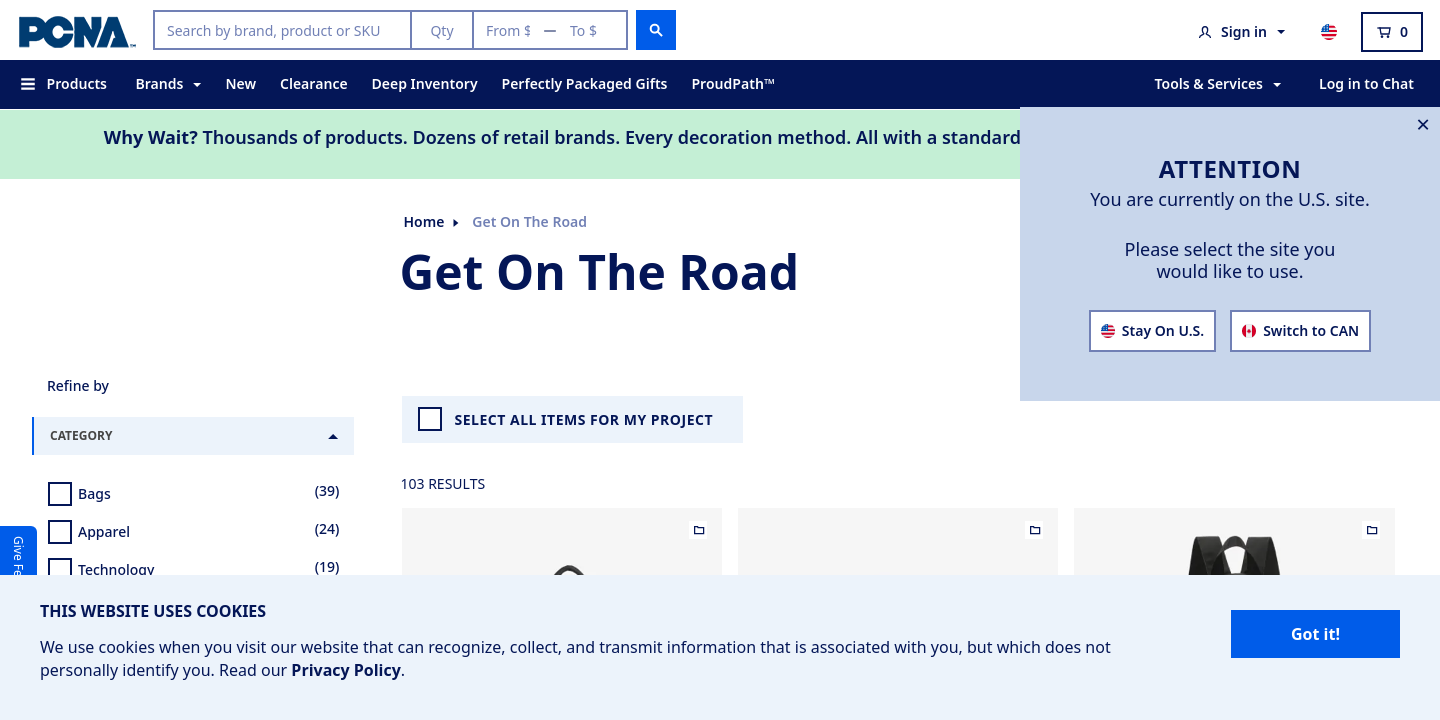 PCNA™
Search by brand, product or SKU
Qty
From $ — To $
Sign in
0
Products
Brands
New
Clearance
Deep Inventory
Perfectly Packaged Gifts
ProudPath™
Tools & Services
Log in to Chat
Why Wait? Thousands of products. Dozens of retail brands. Every decoration method. All with a standard
ATTENTION
You are currently on the U.S. site.
Please select the site you
would like to use.
Stay On U.S.
Switch to CAN
Home
Get On The Road
Get On The Road
Refine by
CATEGORY
Bags (39)
Apparel (24)
Technology (19)
SELECT ALL ITEMS FOR MY PROJECT
103 RESULTS
Give
THIS WEBSITE USES COOKIES
We use cookies when you visit our website that can recognize, collect, and transmit information that is associated with you, but which does not
personally identify you. Read our Privacy Policy.
Got it!